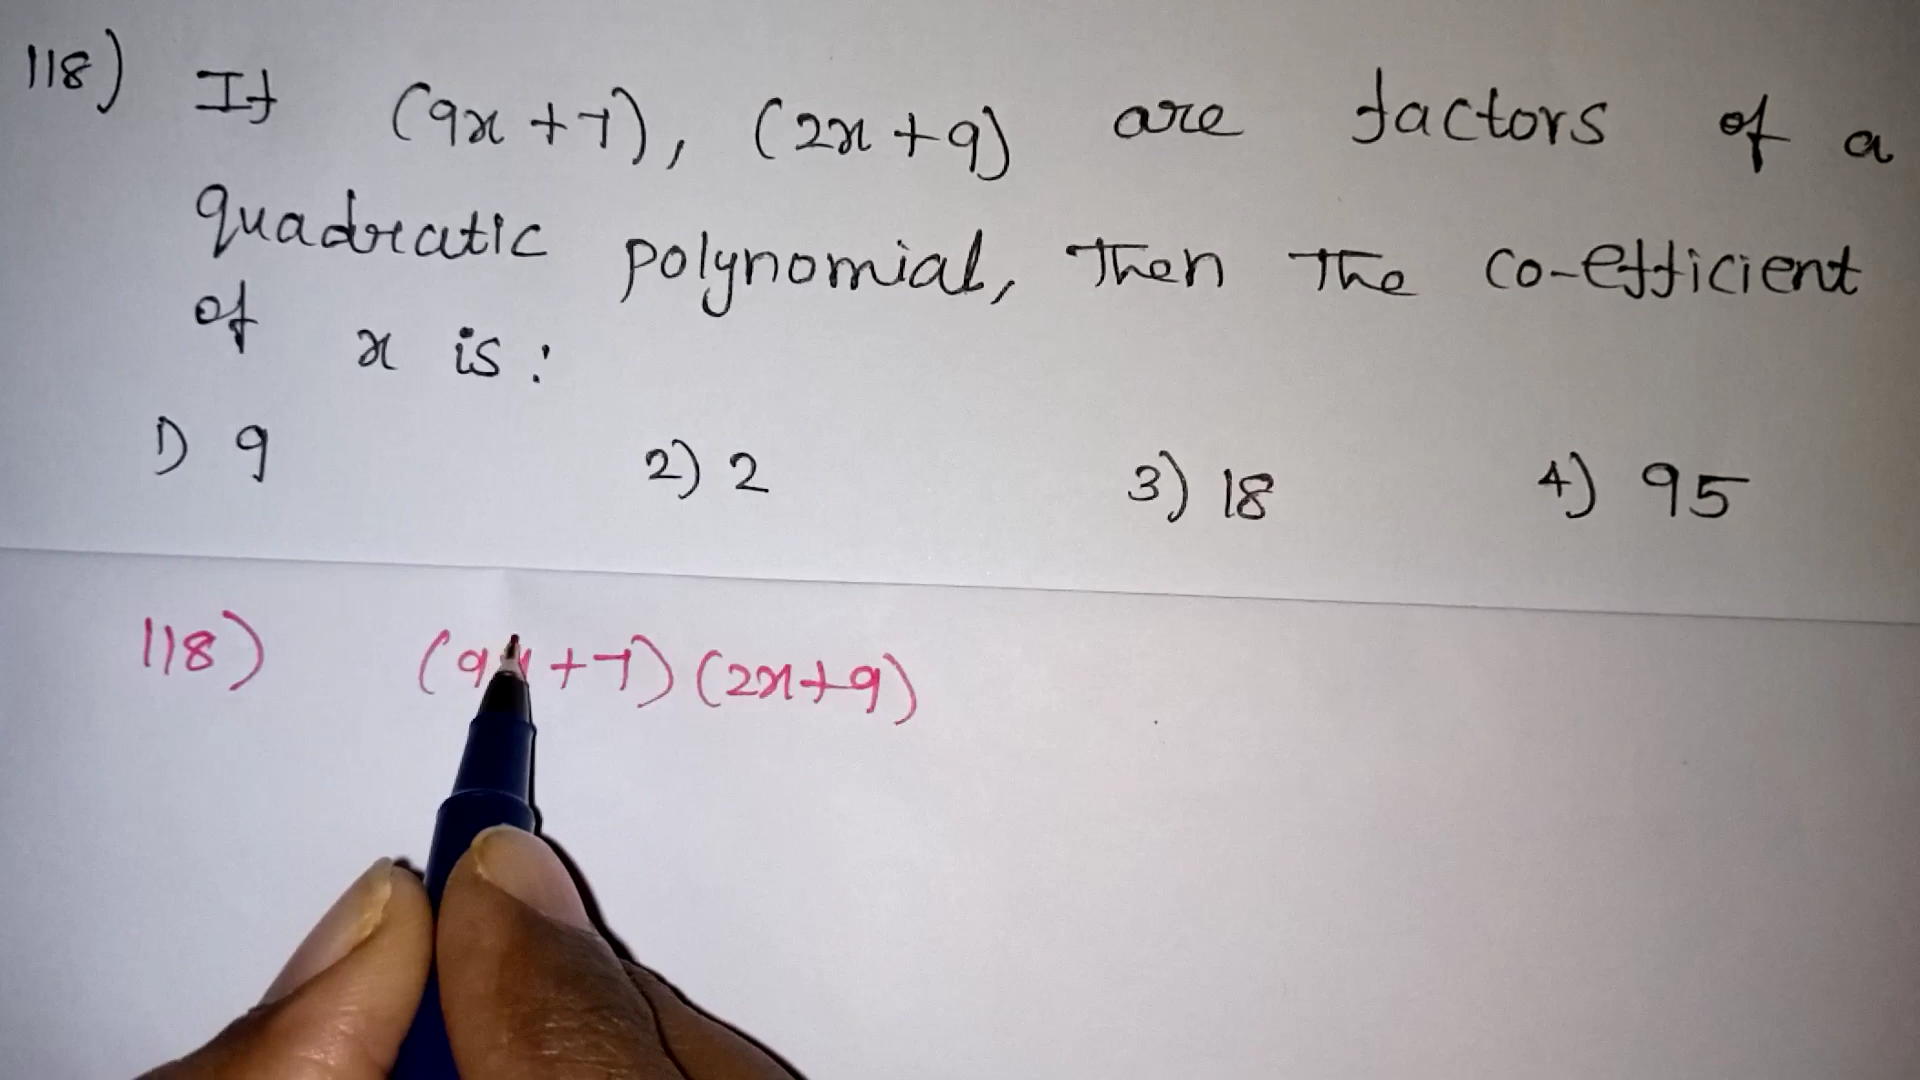 118) If (9x+7), (2x+9) are factors of a
quadratic polynomial, Then The co-efficient
of x is:
1) 9 2) 2 3) 18 4) 95
118) (9x+7)(2x+9)